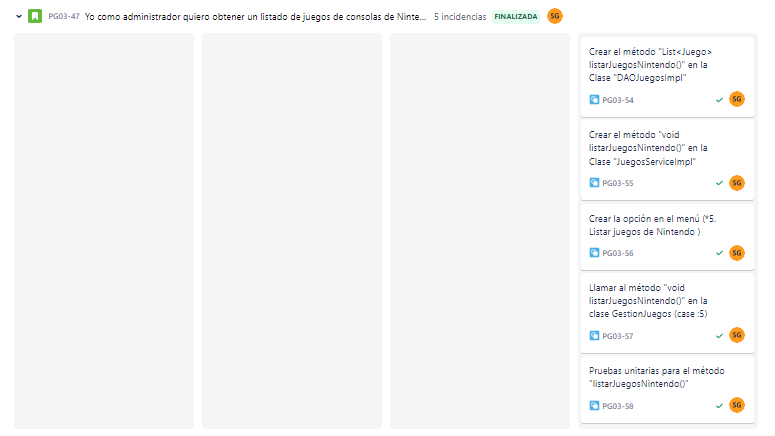 PG03-47 Yo como administrador quiero obtener un listado de juegos de consolas de Ninte... 5 incidencias FINALIZADA SG
Crear el método "List<Juego>
listarJuegosNintendo()" en la
Clase "DAOJuegosImpl"
PG03-54 SG
Crear el método "void
listarJuegosNintendo()" en la
Clase "JuegosServiceImpl"
PG03-55 SG
Crear la opción en el menú (*5.
Listar juegos de Nintendo )
PG03-56 SG
Llamar al método "void
listarJuegosNintendo()" en la
clase GestionJuegos (case :5)
PG03-57 SG
Pruebas unitarias para el método
"listarJuegosNintendo()"
PG03-58 SG